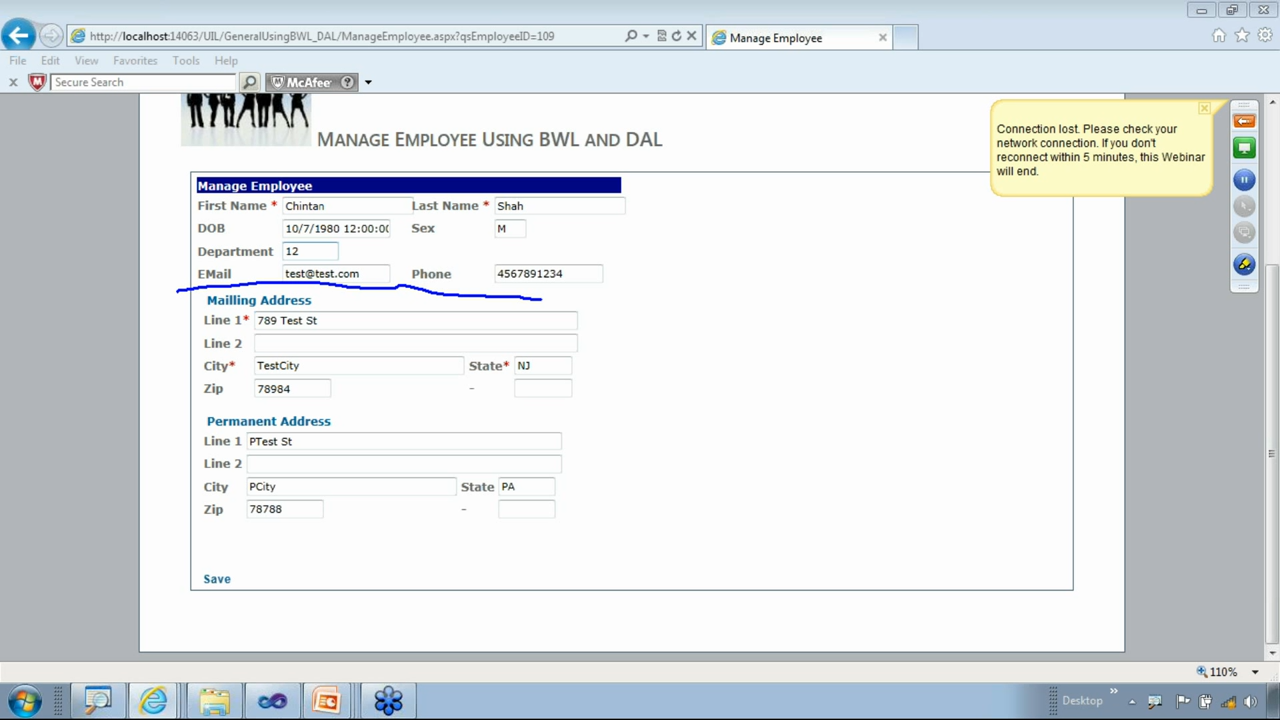 http://localhost:14063/UIL/GeneralUsingBWL_DAL/ManageEmployee.aspx?qsEmployeeID=109
Manage Employee
File Edit View Favorites Tools Help
Secure Search McAfee
MANAGE EMPLOYEE USING BWL AND DAL
Connection lost. Please check your
network connection. If you don't
reconnect within 5 minutes, this Webinar
will end.
Manage Employee
First Name * Chintan Last Name * Shah
DOB 10/7/1980 12:00:00 Sex M
Department 12
EMail test@test.com Phone 4567891234
Mailling Address
Line 1* 789 Test St
Line 2
City* TestCity State* NJ
Zip 78984 -
Permanent Address
Line 1 PTest St
Line 2
City PCity State PA
Zip 78788 -
Save
110%
Desktop